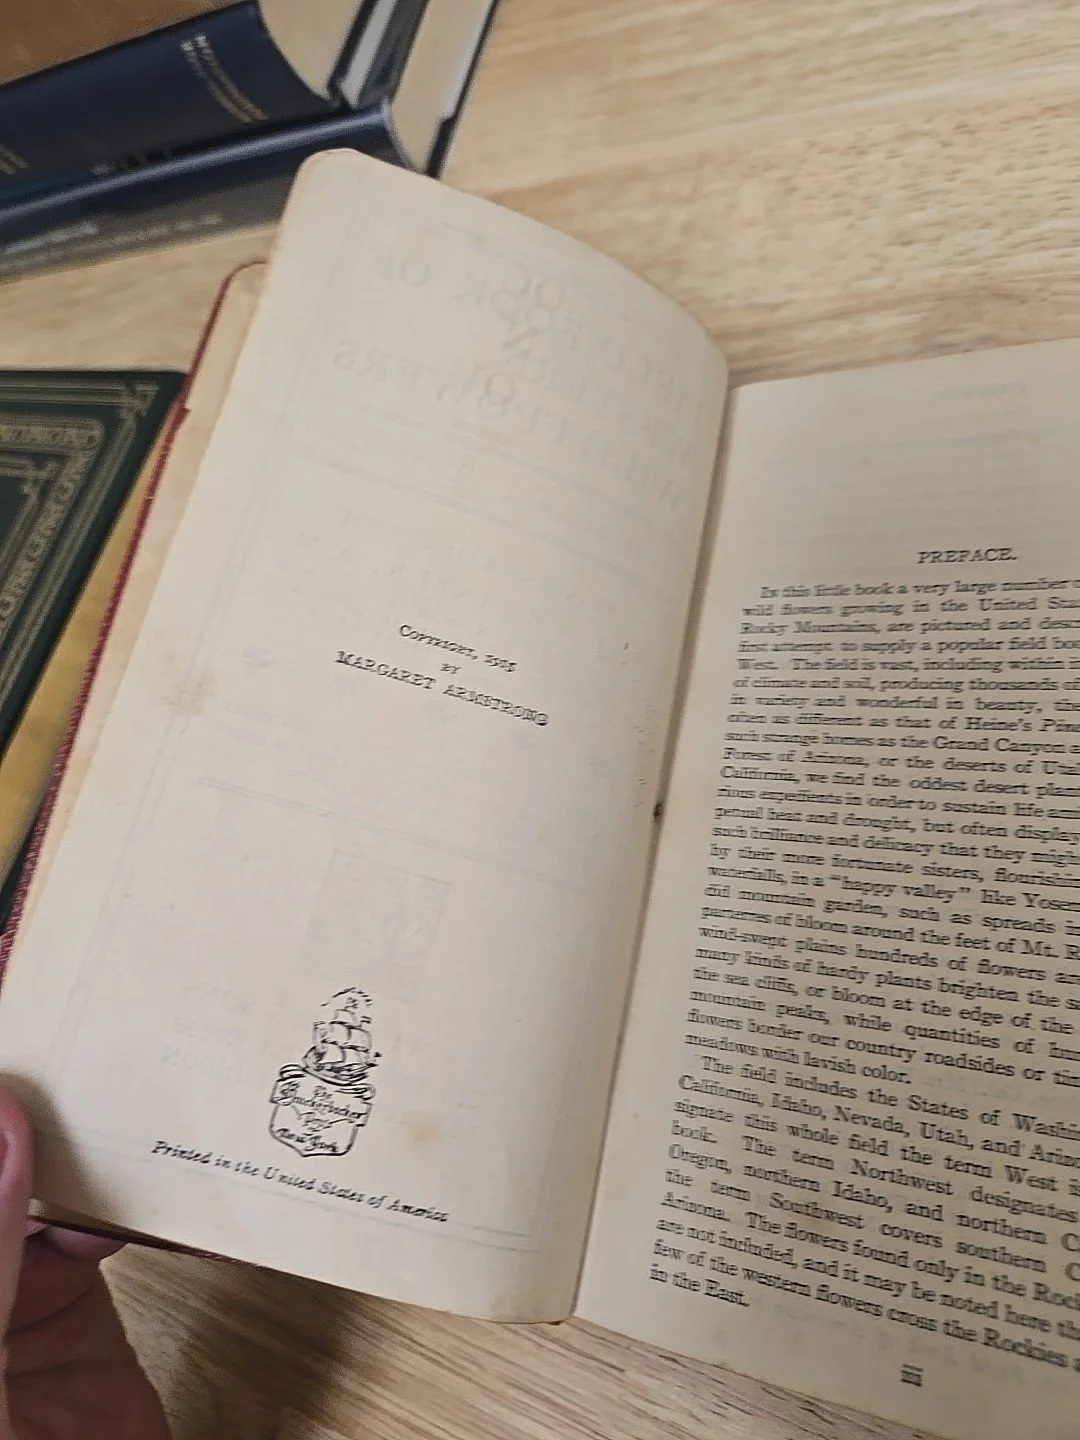 COPYRIGHT, 1915
BY
MARGARET ARMSTRONG
The
Knickerbocker
Press
New York
Printed in the United States of America
PREFACE.
In this little book a very large number
wild flowers growing in the United
Rocky Mountains, are pictured and
first attempt to supply a popular field
West. The field is vast, including within
of climate and soil, producing thousands of
in variety and wonderful in beauty,
often as different as that of Heine's
such strange homes as the Grand Canyon
Forest of Arizona, or the deserts of
California, we find the oddest desert
rious expedients in order to sustain life
petual heat and drought, but often
such brilliance and delicacy that they
by their more fortunate sisters,
waterfalls, in a "happy valley" like
did mountain garden, such as spreads
parterres of bloom around the feet of Mt.
wind-swept plains hundreds of flowers
many kinds of hardy plants brighten the
the sea cliffs, or bloom at the edge of the
mountain peaks, while quantities of
flowers border our country roadsides or
meadows with lavish color.
The field includes the States of
California, Idaho, Nevada, Utah, and
signate this whole field the term West
book. The term Northwest designates
Oregon, northern Idaho, and northern
the term Southwest covers southern
Arizona. The flowers found only in the
are not included, and it may be noted here
few of the western flowers cross the Rockies
in the East.
iii